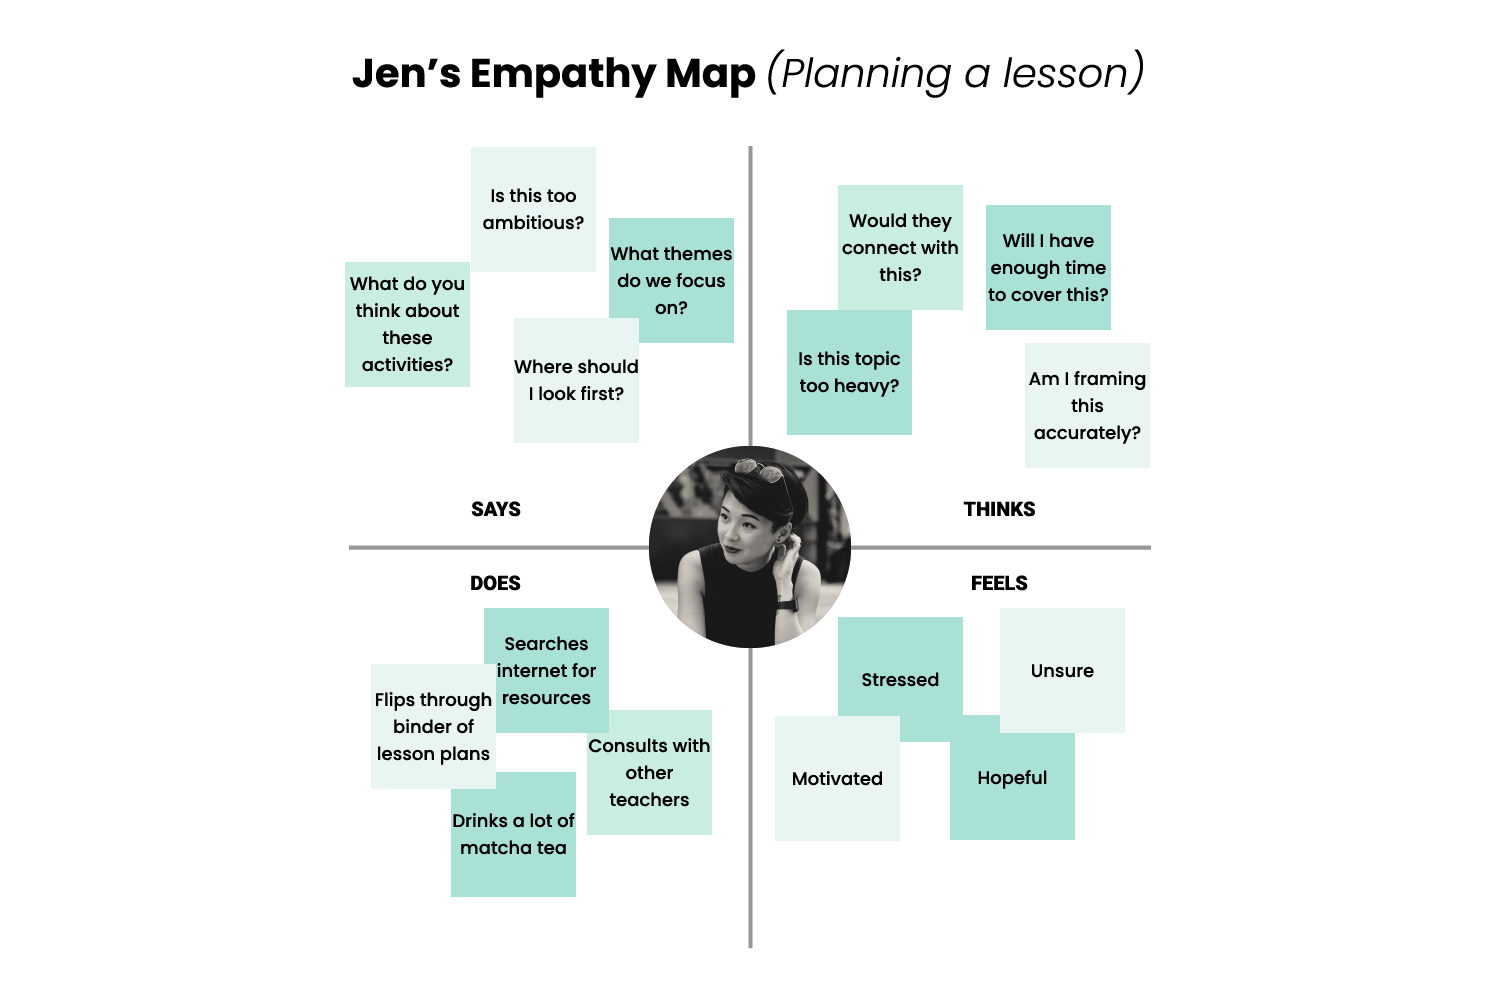 Jen’s Empathy Map (Planning a lesson)
Is this too
ambitious?
What themes
do we focus
on?
What do you
think about
these
activities?
Where should
I look first?
SAYS
Would they
connect with
this?
Will I have
enough time
to cover this?
Is this topic
too heavy?
Am I framing
this
accurately?
THINKS
DOES
Searches
internet for
resources
Flips through
binder of
lesson plans
Consults with
other
teachers
Drinks a lot of
matcha tea
FEELS
Stressed
Unsure
Motivated
Hopeful